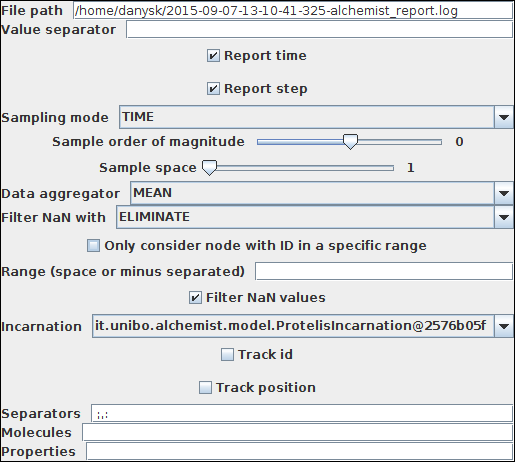 File path /home/danysk/2015-09-07-13-10-41-325-alchemist_report.log
Value separator
Report time
Report step
Sampling mode TIME
Sample order of magnitude 0
Sample space 1
Data aggregator MEAN
Filter NaN with ELIMINATE
Only consider node with ID in a specific range
Range (space or minus separated)
Filter NaN values
Incarnation it.unibo.alchemist.model.ProtelisIncarnation@2576b05f
Track id
Track position
Separators ;,:
Molecules
Properties